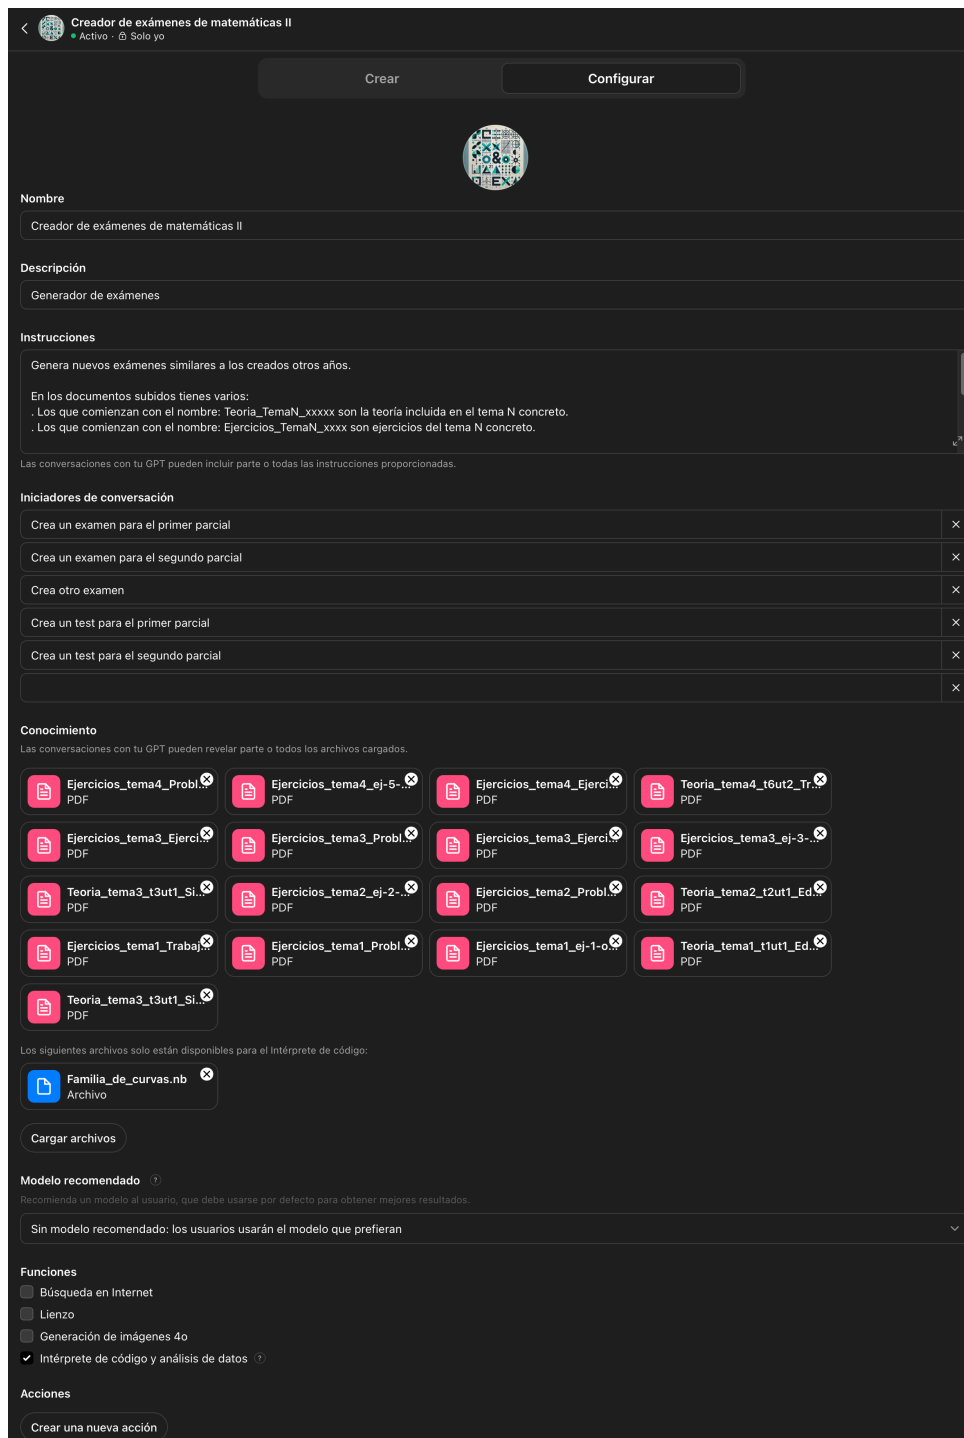 Creador de exámenes de matemáticas II
Activo · Solo yo
Crear
Configurar
Nombre
Creador de exámenes de matemáticas II
Descripción
Generador de exámenes
Instrucciones
Genera nuevos exámenes similares a los creados otros años.
En los documentos subidos tienes varios:
. Los que comienzan con el nombre: Teoria_TemaN_xxxxx son la teoría incluida en el tema N concreto.
. Los que comienzan con el nombre: Ejercicios_TemaN_xxxx son ejercicios del tema N concreto.
Las conversaciones con tu GPT pueden incluir parte o todas las instrucciones proporcionadas.
Iniciadores de conversación
Crea un examen para el primer parcial
Crea un examen para el segundo parcial
Crea otro examen
Crea un test para el primer parcial
Crea un test para el segundo parcial
Conocimiento
Las conversaciones con tu GPT pueden revelar parte o todos los archivos cargados.
Ejercicios_tema4_Probl...
PDF
Ejercicios_tema4_ej-5-...
PDF
Ejercicios_tema4_Ejerci...
PDF
Teoria_tema4_t6ut2_Tr...
PDF
Ejercicios_tema3_Ejerci...
PDF
Ejercicios_tema3_Probl...
PDF
Ejercicios_tema3_Ejerci...
PDF
Ejercicios_tema3_ej-3-...
PDF
Teoria_tema3_t3ut1_Si...
PDF
Ejercicios_tema2_ej-2-...
PDF
Ejercicios_tema2_Probl...
PDF
Teoria_tema2_t2ut1_Ed...
PDF
Ejercicios_tema1_Trabaj...
PDF
Ejercicios_tema1_Probl...
PDF
Ejercicios_tema1_ej-1-o...
PDF
Teoria_tema1_t1ut1_Ed...
PDF
Teoria_tema3_t3ut1_Si...
PDF
Los siguientes archivos solo están disponibles para el Intérprete de código:
Familia_de_curvas.nb
Archivo
Cargar archivos
Modelo recomendado ?
Recomienda un modelo al usuario, que debe usarse por defecto para obtener mejores resultados.
Sin modelo recomendado: los usuarios usarán el modelo que prefieran
Funciones
Búsqueda en Internet
Lienzo
Generación de imágenes 4o
Intérprete de código y análisis de datos ?
Acciones
Crear una nueva acción